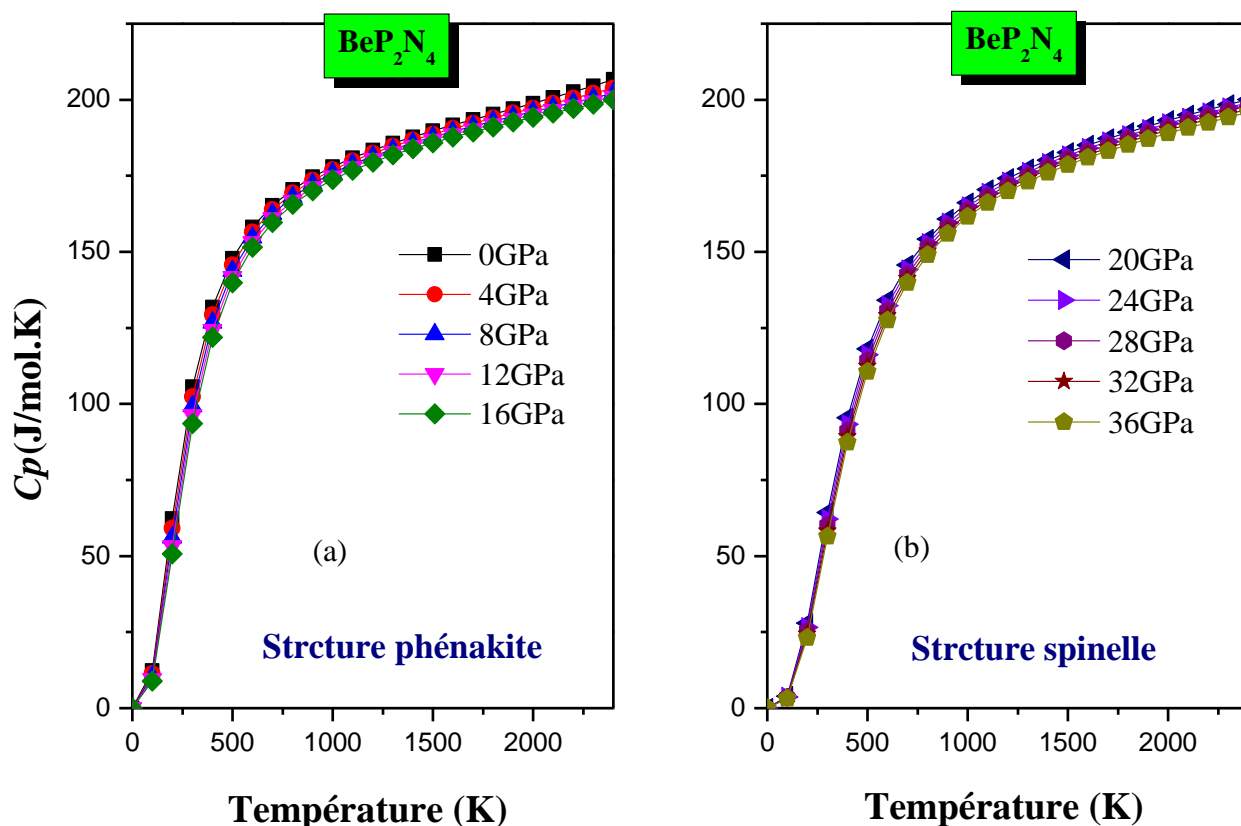 BeP₂N₄
Cp(J/mol.K)
200
150
100
50
0
0GPa
4GPa
8GPa
12GPa
16GPa
(a)
Strcture phénakite
0 500 1000 1500 2000
Température (K)
BeP₂N₄
200
150
100
50
0
20GPa
24GPa
28GPa
32GPa
36GPa
(b)
Strcture spinelle
0 500 1000 1500 2000
Température (K)